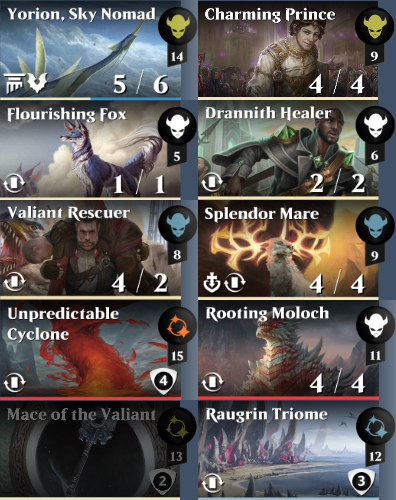 Yorion, Sky Nomad
14
5 / 6
Charming Prince
9
4 / 4
Flourishing Fox
5
1 / 1
Drannith Healer
6
2 / 2
Valiant Rescuer
8
4 / 2
Splendor Mare
9
4 / 4
Unpredictable
Cyclone
15
4
Rooting Moloch
11
4 / 4
Mace of the Valiant
13
2
Raugrin Triome
12
3